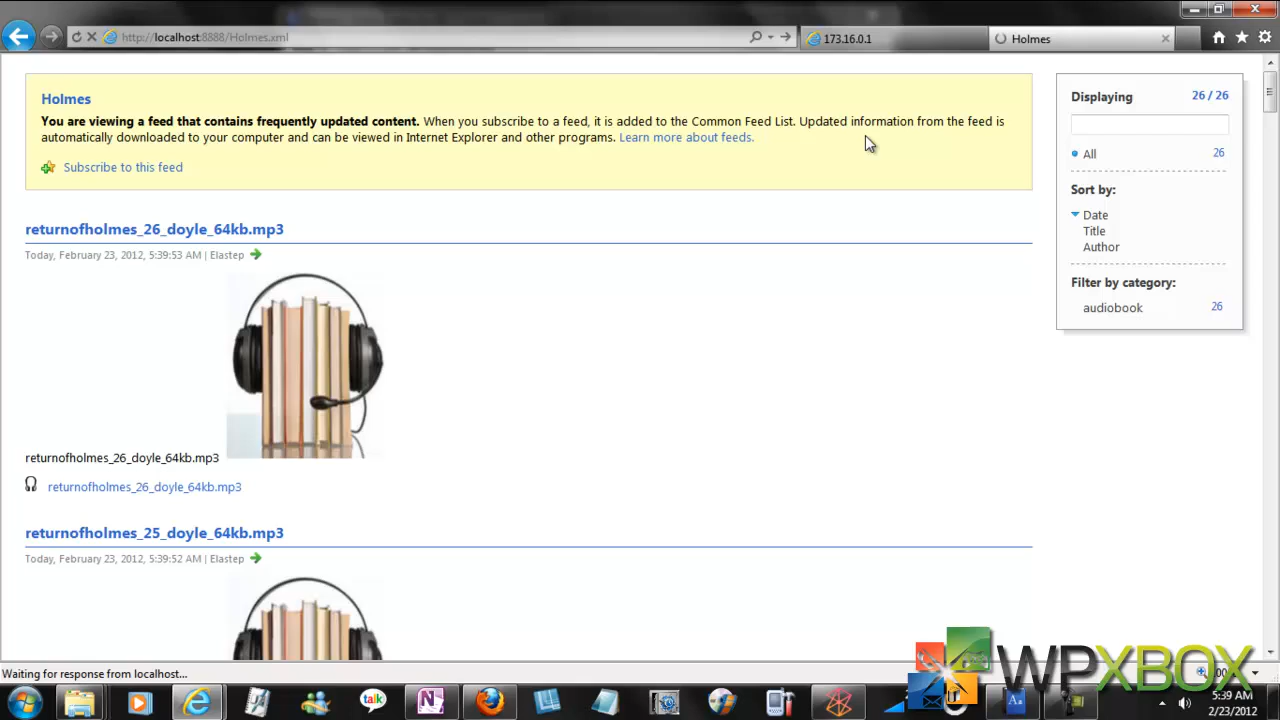 http://localhost:8888/Holmes.xml
173.16.0.1
Holmes
Holmes
You are viewing a feed that contains frequently updated content. When you subscribe to a feed, it is added to the Common Feed List. Updated information from the feed is
automatically downloaded to your computer and can be viewed in Internet Explorer and other programs. Learn more about feeds.
Subscribe to this feed
Displaying 26 / 26
All 26
Sort by:
Date
Title
Author
Filter by category:
audiobook 26
returnofholmes_26_doyle_64kb.mp3
Today, February 23, 2012, 5:39:53 AM | Elastep
returnofholmes_26_doyle_64kb.mp3
returnofholmes_26_doyle_64kb.mp3
returnofholmes_25_doyle_64kb.mp3
Today, February 23, 2012, 5:39:52 AM | Elastep
Waiting for response from localhost...
WPXBOX
talk
5:39 AM
2/23/2012